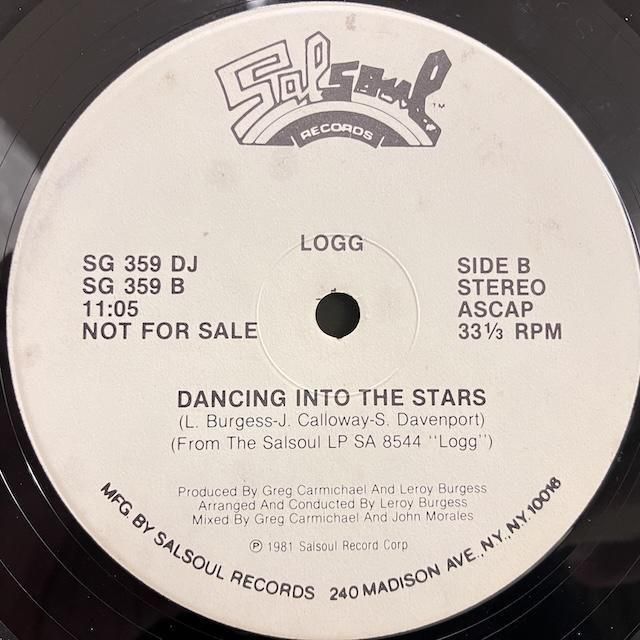 Salsoul
RECORDS
TM
LOGG
SG 359 DJ
SG 359 B
11:05
NOT FOR SALE
SIDE B
STEREO
ASCAP
33⅓ RPM
DANCING INTO THE STARS
(L. Burgess-J. Calloway-S. Davenport)
(From The Salsoul LP SA 8544 "Logg")
Produced By Greg Carmichael And Leroy Burgess
Arranged And Conducted By Leroy Burgess
Mixed By Greg Carmichael And John Morales
℗ 1981 Salsoul Record Corp
MFG. BY SALSOUL RECORDS 240 MADISON AVE., N.Y., N.Y. 10016